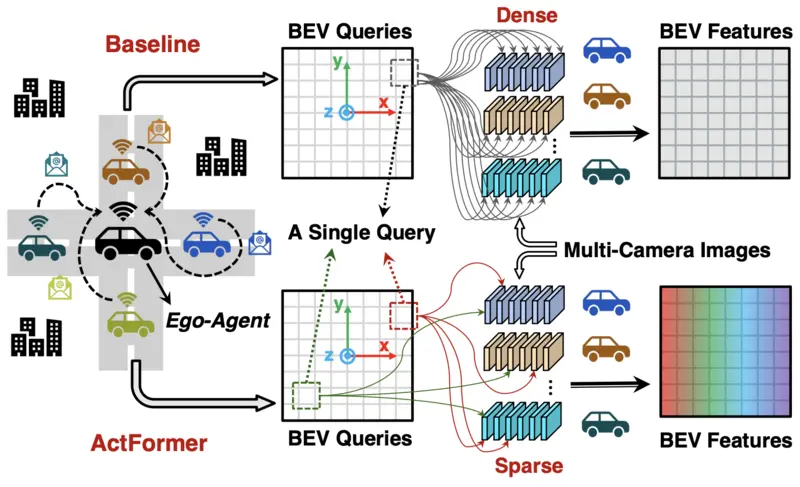 Baseline
BEV Queries
Dense
BEV Features
y
x
z
A Single Query
Multi-Camera Images
Ego-Agent
y
x
z
ActFormer
BEV Queries
Sparse
BEV Features